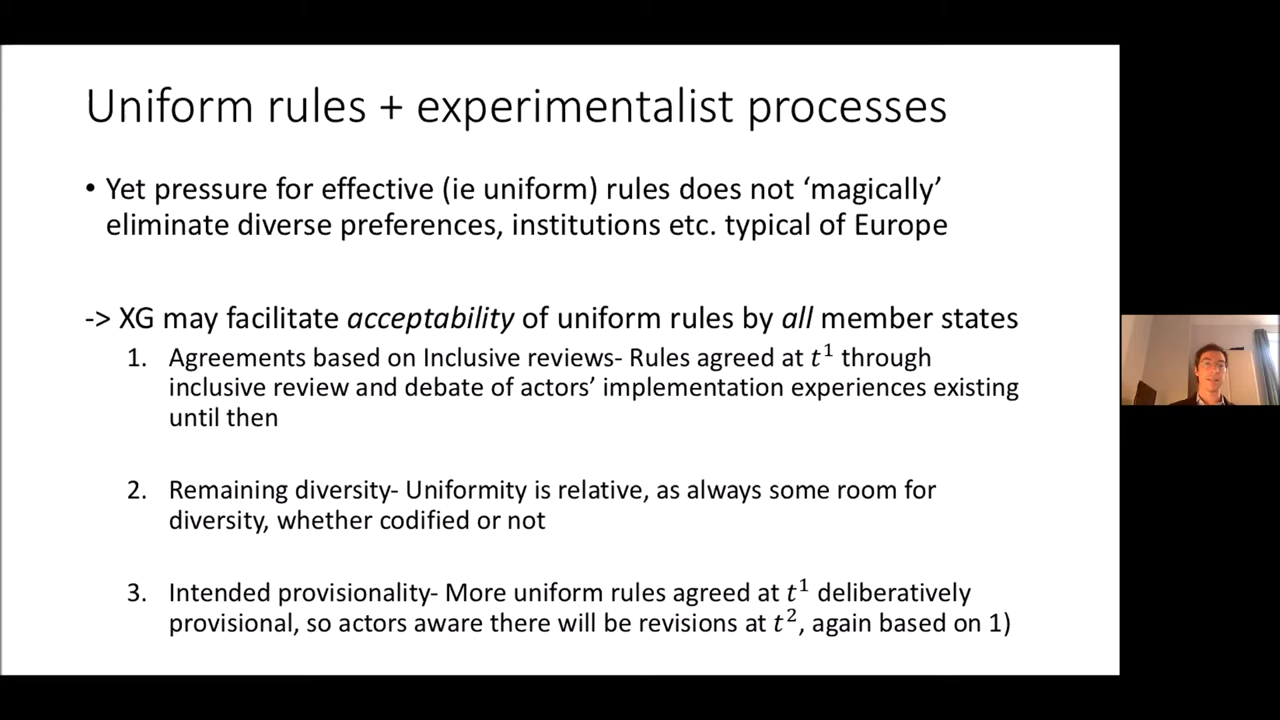 Uniform rules + experimentalist processes
• Yet pressure for effective (ie uniform) rules does not ‘magically’
eliminate diverse preferences, institutions etc. typical of Europe
-> XG may facilitate acceptability of uniform rules by all member states
1. Agreements based on Inclusive reviews- Rules agreed at t¹ through
inclusive review and debate of actors’ implementation experiences existing
until then
2. Remaining diversity- Uniformity is relative, as always some room for
diversity, whether codified or not
3. Intended provisionality- More uniform rules agreed at t¹ deliberatively
provisional, so actors aware there will be revisions at t², again based on 1)